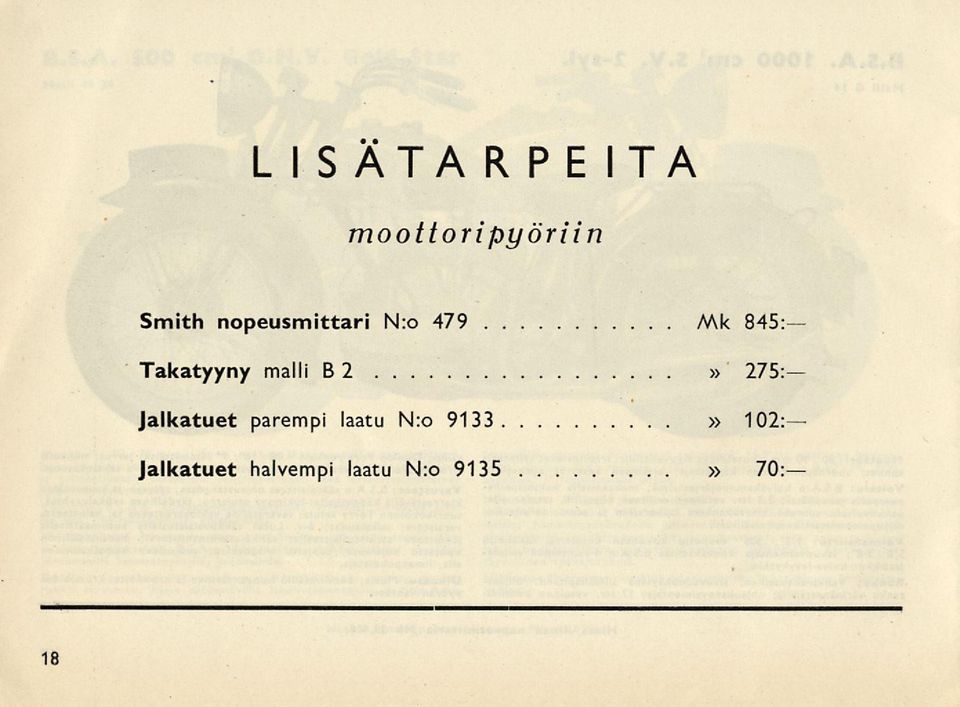 LISÄTARPEITA
moottoripyöriin
Smith nopeusmittari N:o 479 . . . . . . . . . . . Mk 845:—
Takatyyny malli B 2 . . . . . . . . . . . . . . . . . » 275:—
Jalkatuet parempi laatu N:o 9133 . . . . . . . . . . » 102:—
Jalkatuet halvempi laatu N:o 9135 . . . . . . . . . » 70:—
18